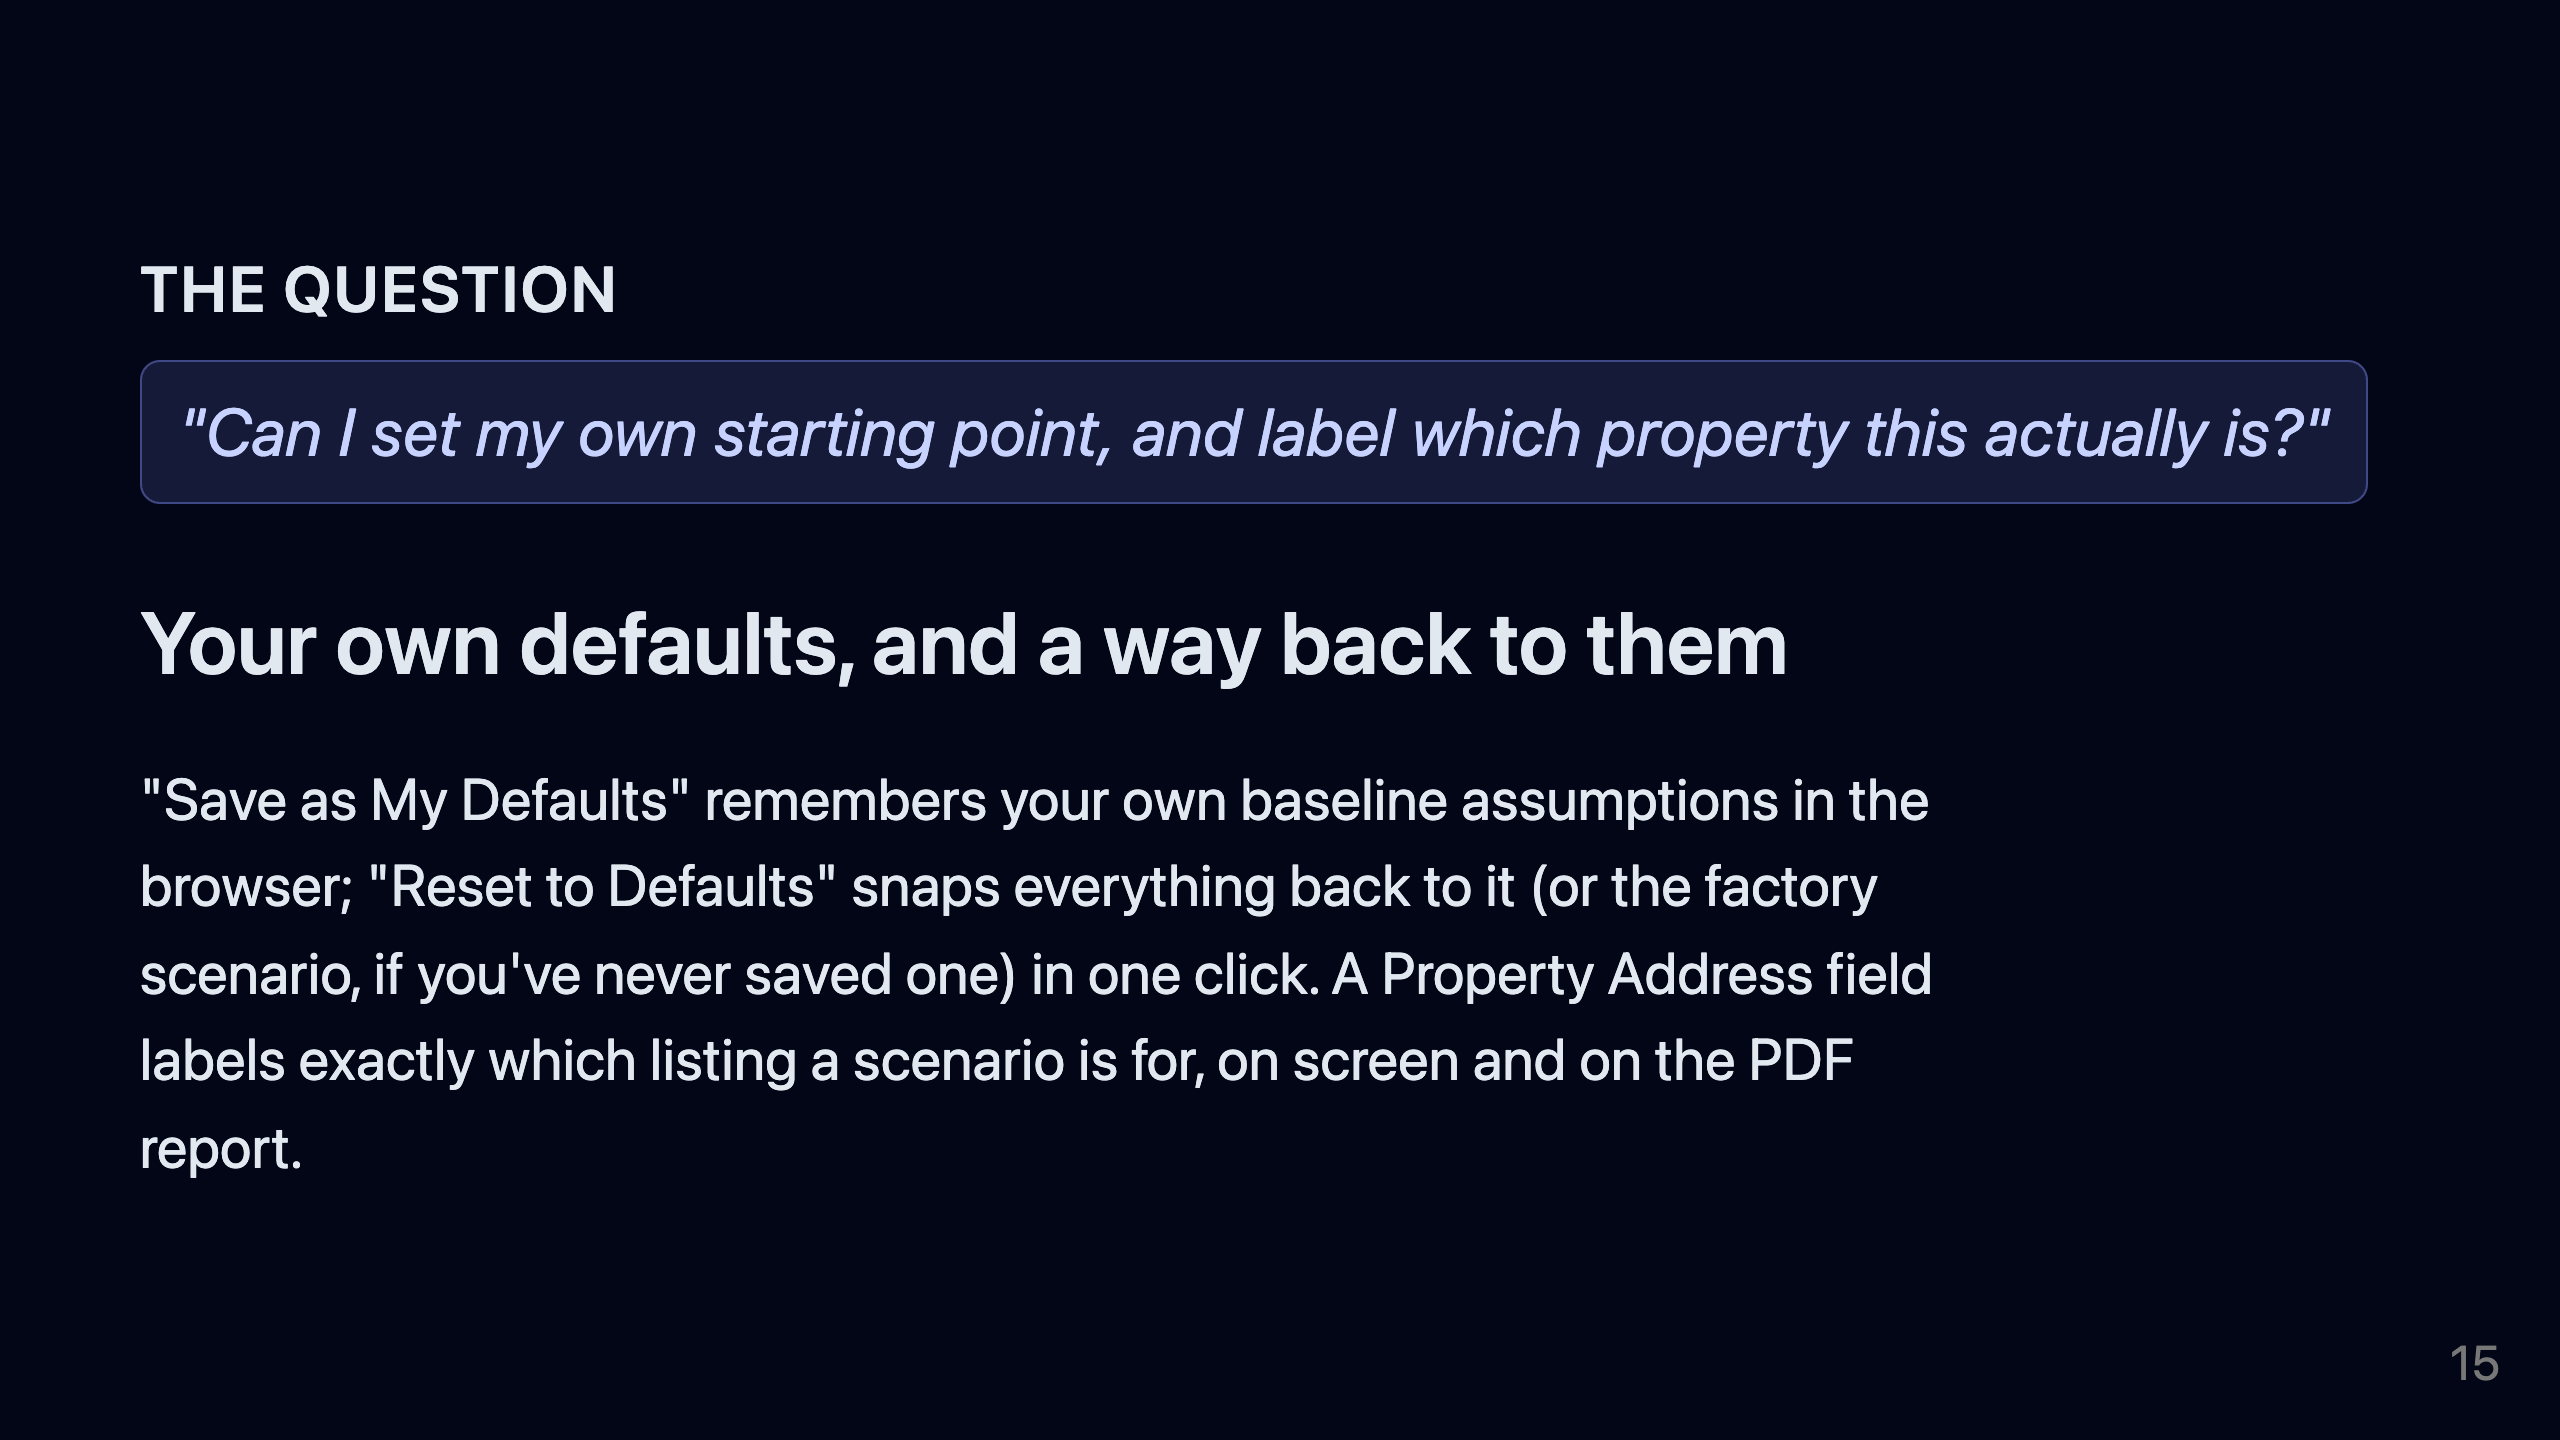 THE QUESTION
"Can I set my own starting point, and label which property this actually is?"
Your own defaults, and a way back to them
"Save as My Defaults" remembers your own baseline assumptions in the
browser; "Reset to Defaults" snaps everything back to it (or the factory
scenario, if you've never saved one) in one click. A Property Address field
labels exactly which listing a scenario is for, on screen and on the PDF
report.
15